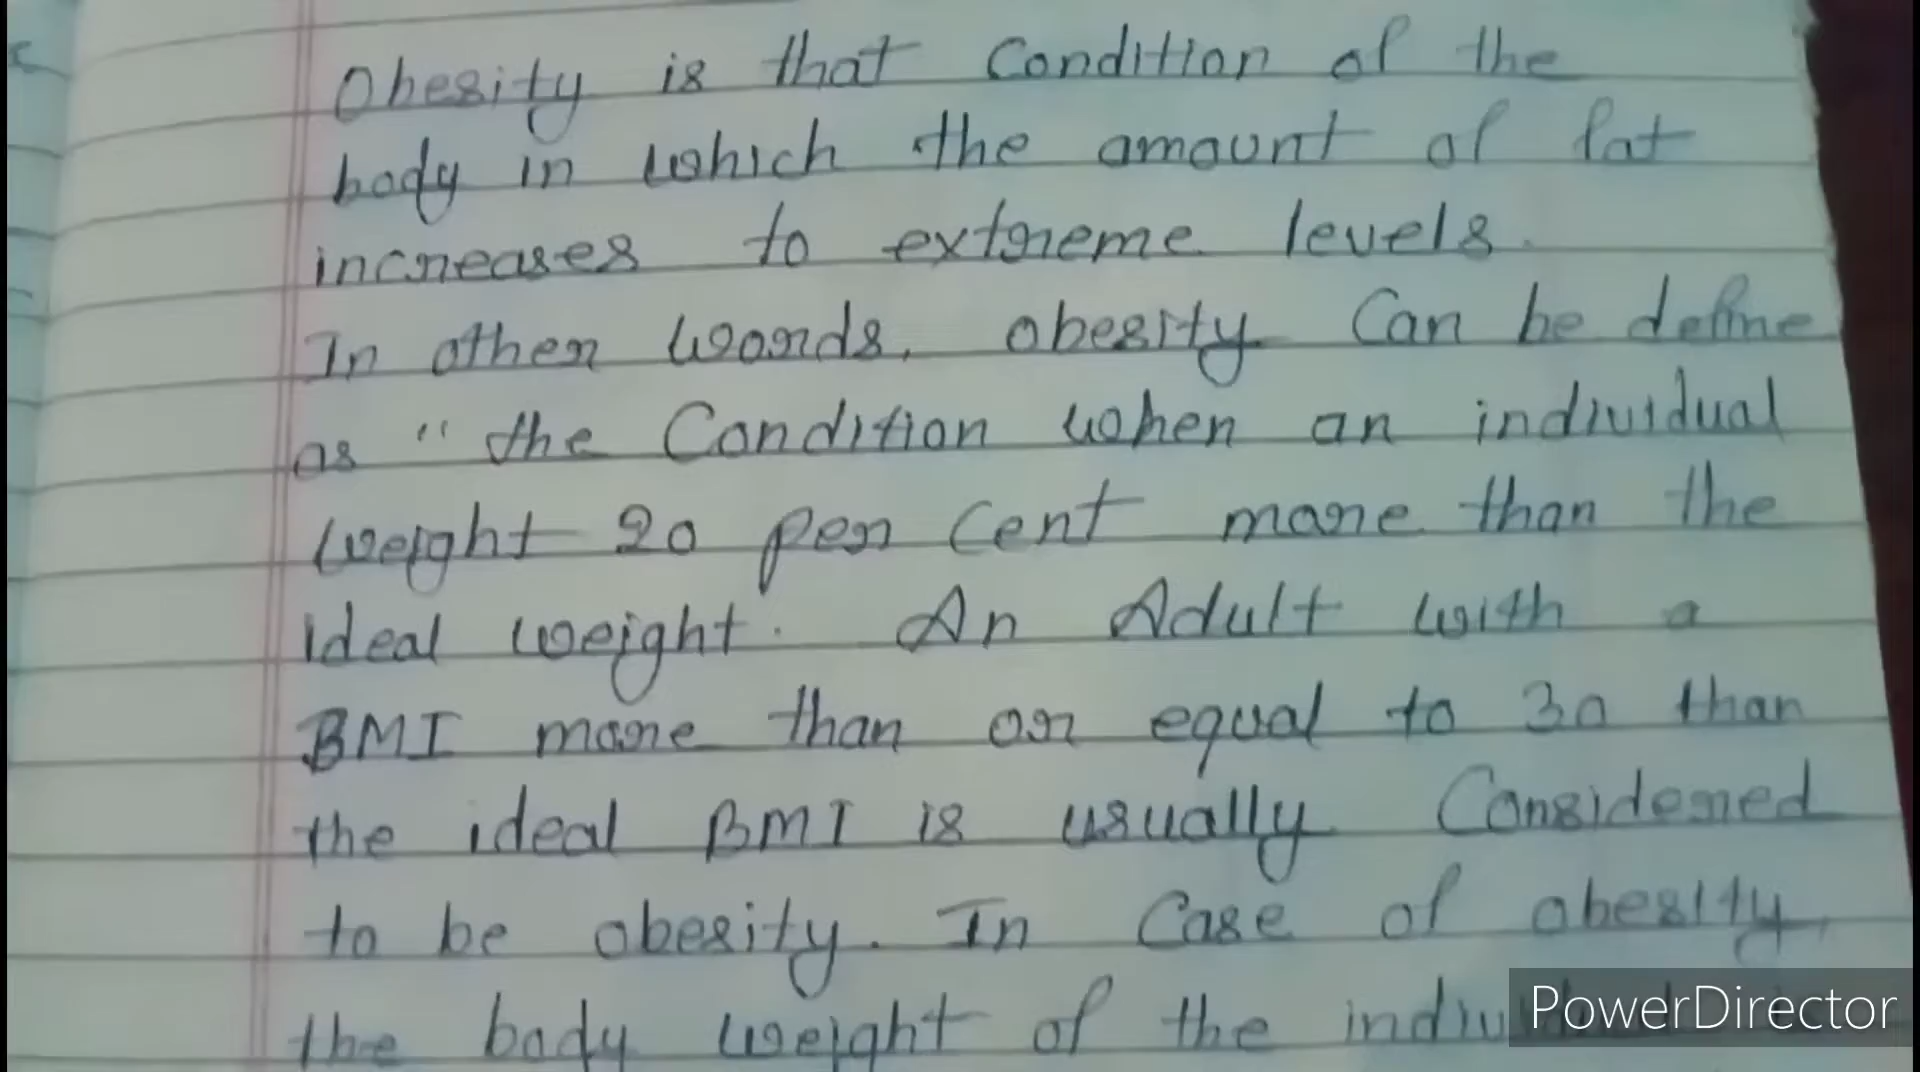 Obesity is that Condition of the
body in which the amount of fat
increases to extreme levels.
In other words, obesity Can be define
as " the Condition when an individual
weight 20 per Cent more than the
ideal weight. An Adult with a
BMI more than or equal to 30 than
the ideal BMI is usually Considered
to be obesity. In Case of obesity,
the body weight of the
PowerDirector